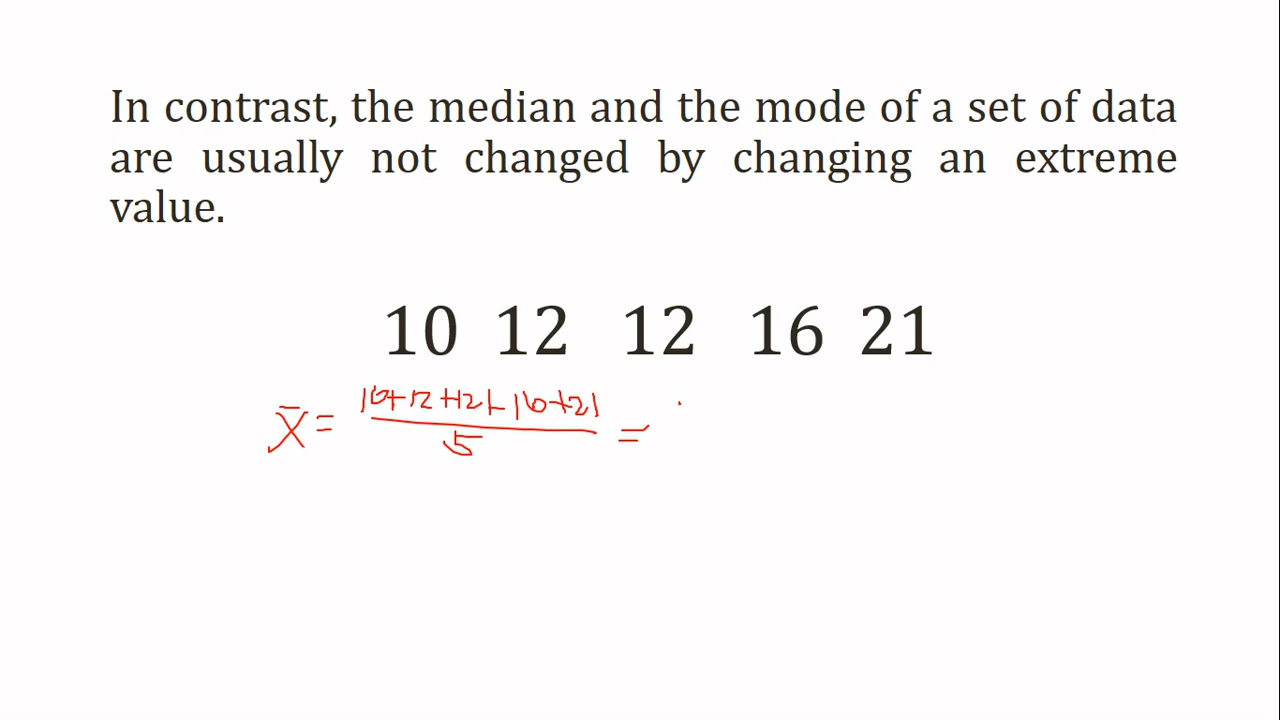 In contrast, the median and the mode of a set of data
are usually not changed by changing an extreme
value.
10 12 12 16 21
10+12+12+16+21
x̄ = =
5